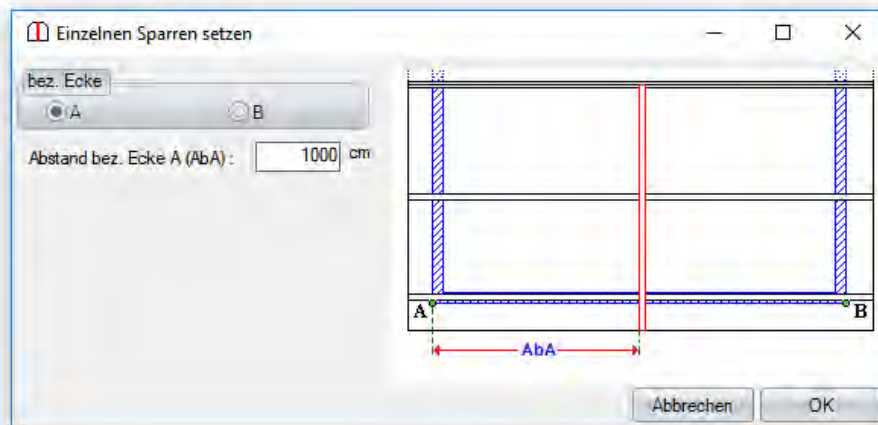 Einzelnen Sparren setzen
bez. Ecke
A
B
Abstand bez. Ecke A (AbA) :
1000 cm
A
B
AbA
Abbrechen
OK